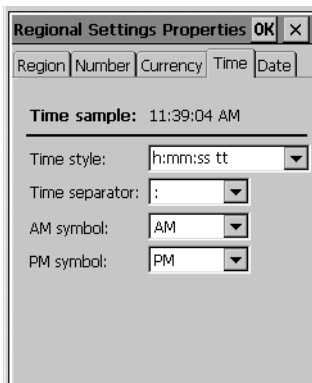 Regional Settings Properties OK ×
Region Number Currency Time Date
Time sample: 11:39:04 AM
Time style: h:mm:ss tt
Time separator: :
AM symbol: AM
PM symbol: PM